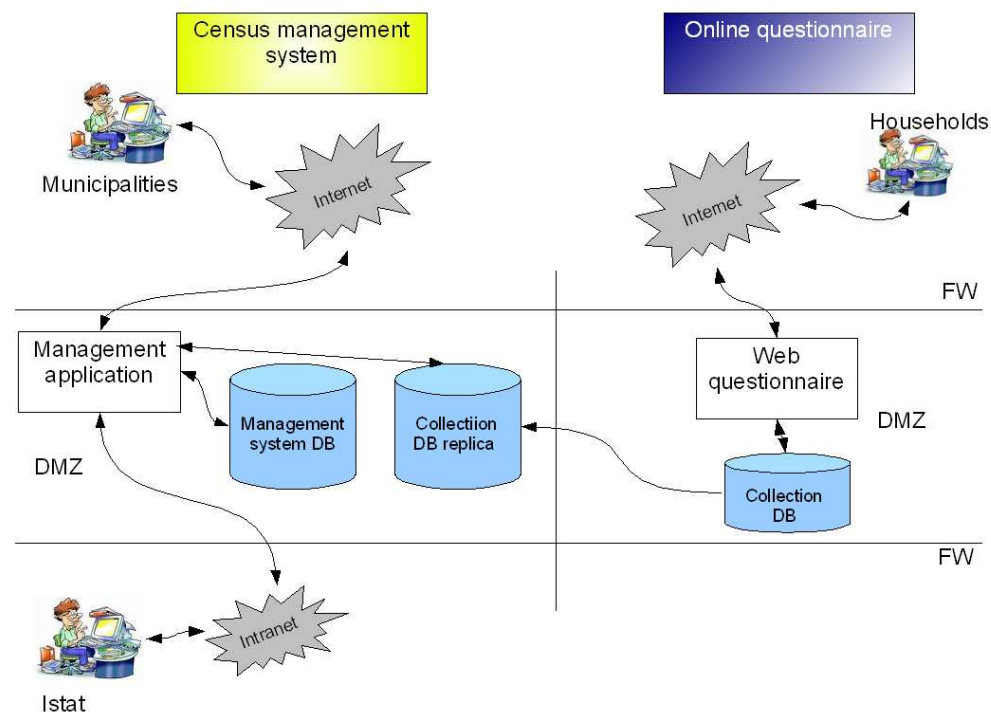 Census management
system
Online questionnaire
Households
Municipalities
Internet
Internet
FW
Management
application
Web
questionnaire
Management
system DB
Collectiion
DB replica
DMZ
DMZ
Collection
DB
FW
Intranet
Istat